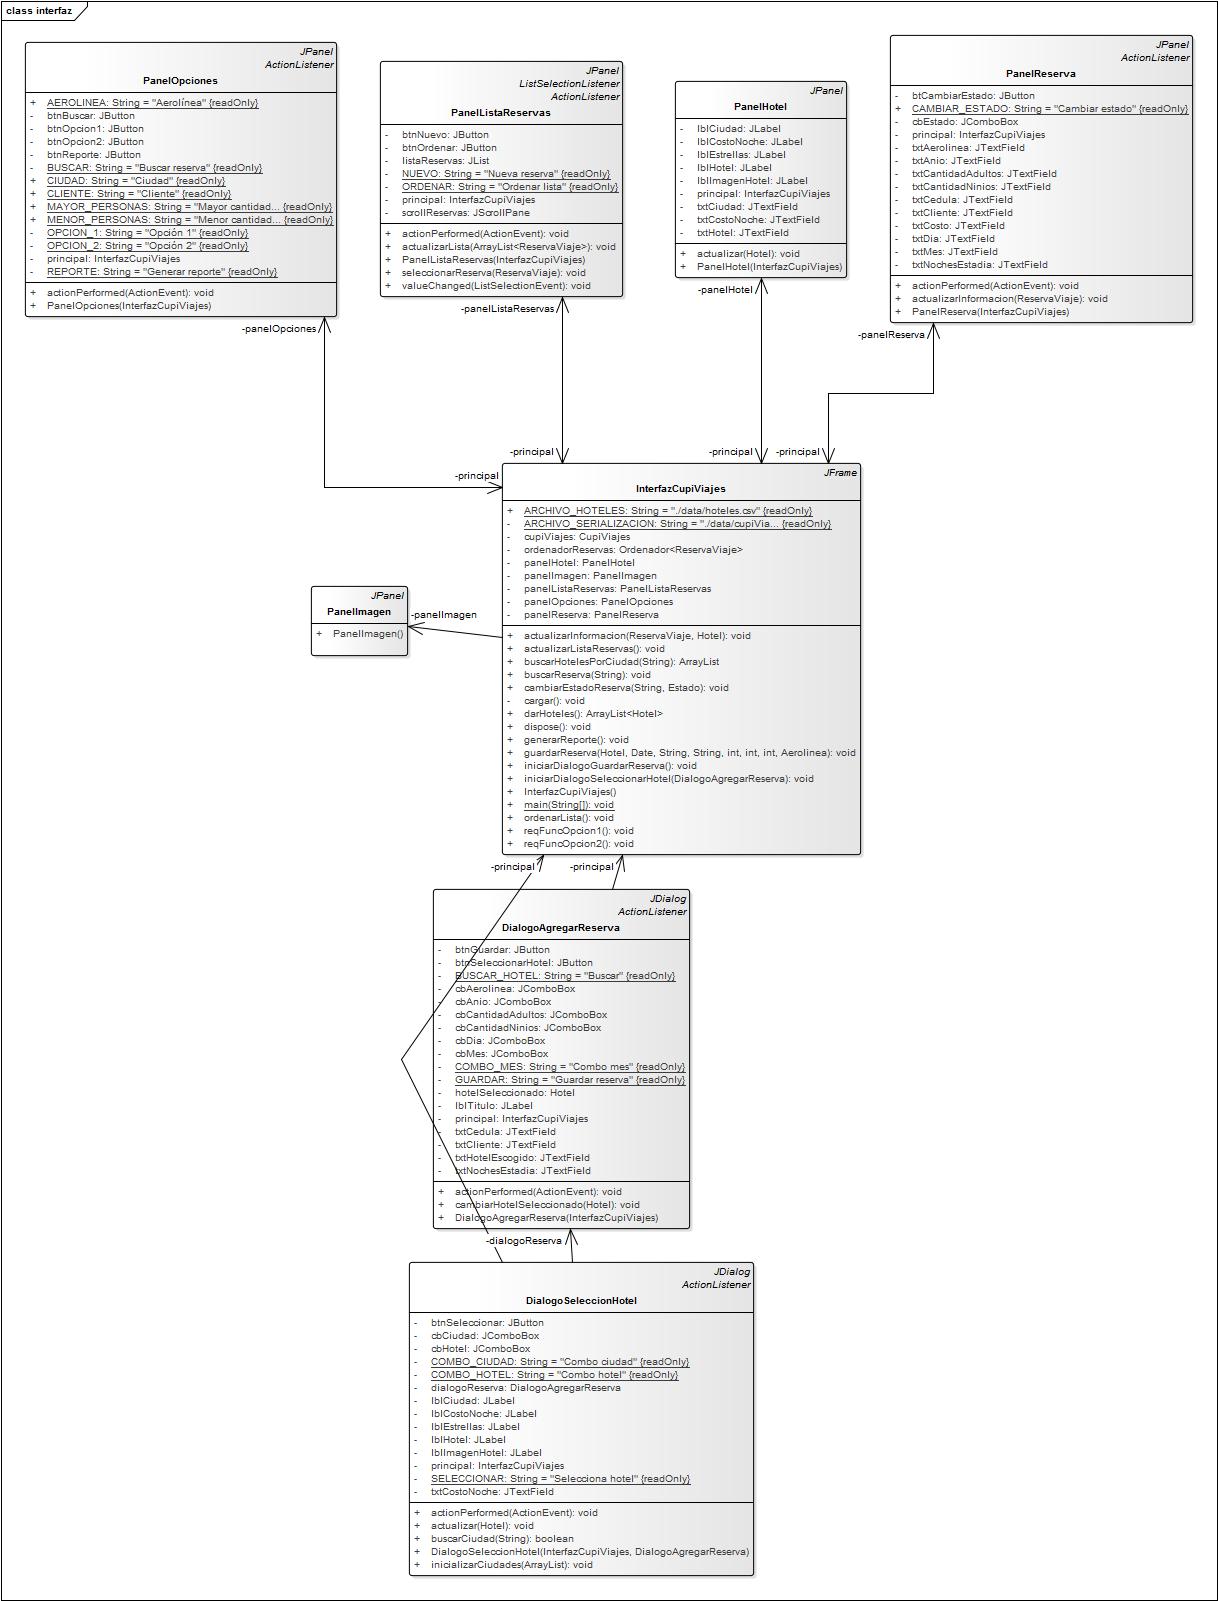 class interfaz
JPanel
ActionListener
PanelOpciones
+ AEROLINEA: String = "Aerolínea" {readOnly}
- btnBuscar: JButton
- btnOpcion1: JButton
- btnOpcion2: JButton
- btnReporte: JButton
- BUSCAR: String = "Buscar reserva" {readOnly}
+ CIUDAD: String = "Ciudad" {readOnly}
+ CLIENTE: String = "Cliente" {readOnly}
+ MAYOR_PERSONAS: String = "Mayor cantidad... {readOnly}
+ MENOR_PERSONAS: String = "Menor cantidad... {readOnly}
- OPCION_1: String = "Opción 1" {readOnly}
- OPCION_2: String = "Opción 2" {readOnly}
- principal: InterfazCupiViajes
- REPORTE: String = "Generar reporte" {readOnly}
+ actionPerformed(ActionEvent): void
+ PanelOpciones(InterfazCupiViajes)
JPanel
ListSelectionListener
ActionListener
PanelListaReservas
- btnNuevo: JButton
- btnOrdenar: JButton
- listaReservas: JList
- NUEVO: String = "Nueva reserva" {readOnly}
- ORDENAR: String = "Ordenar lista" {readOnly}
- principal: InterfazCupiViajes
- scrollReservas: JScrollPane
+ actionPerformed(ActionEvent): void
+ actualizarLista(ArrayList<ReservaViaje>): void
+ PanelListaReservas(InterfazCupiViajes)
+ seleccionarReserva(ReservaViaje): void
+ valueChanged(ListSelectionEvent): void
JPanel
PanelHotel
- lblCiudad: JLabel
- lblCostoNoche: JLabel
- lblEstrellas: JLabel
- lblHotel: JLabel
- lblImagenHotel: JLabel
- principal: InterfazCupiViajes
- txtCiudad: JTextField
- txtCostoNoche: JTextField
- txtHotel: JTextField
+ actualizar(Hotel): void
+ PanelHotel(InterfazCupiViajes)
JPanel
ActionListener
PanelReserva
- btCambiarEstado: JButton
+ CAMBIAR_ESTADO: String = "Cambiar estado" {readOnly}
- cbEstado: JComboBox
- principal: InterfazCupiViajes
- txtAerolinea: JTextField
- txtAnio: JTextField
- txtCantidadAdultos: JTextField
- txtCantidadNinios: JTextField
- txtCedula: JTextField
- txtCliente: JTextField
- txtCosto: JTextField
- txtDia: JTextField
- txtMes: JTextField
- txtNochesEstadia: JTextField
+ actionPerformed(ActionEvent): void
+ actualizarInformacion(ReservaViaje): void
+ PanelReserva(InterfazCupiViajes)
-panelOpciones
-panelListaReservas
-panelHotel
-panelReserva
-principal
-principal
-principal
-principal
JFrame
InterfazCupiViajes
+ ARCHIVO_HOTELES: String = "./data/hoteles.csv" {readOnly}
- ARCHIVO_SERIALIZACION: String = "./data/cupiVia... {readOnly}
- cupiViajes: CupiViajes
- ordenadorReservas: Ordenador<ReservaViaje>
- panelHotel: PanelHotel
- panelImagen: PanelImagen
- panelListaReservas: PanelListaReservas
- panelOpciones: PanelOpciones
- panelReserva: PanelReserva
+ actualizarInformacion(ReservaViaje, Hotel): void
+ actualizarListaReservas(): void
+ buscarHotelesPorCiudad(String): ArrayList
+ buscarReserva(String): void
+ cambiarEstadoReserva(String, Estado): void
- cargar(): void
+ darHoteles(): ArrayList<Hotel>
+ dispose(): void
+ generarReporte(): void
+ guardarReserva(Hotel, Date, String, String, int, int, int, Aerolinea): void
+ iniciarDialogoGuardarReserva(): void
+ iniciarDialogoSeleccionarHotel(DialogoAgregarReserva): void
+ InterfazCupiViajes()
+ main(String[]): void
+ ordenarLista(): void
+ reqFuncOpcion1(): void
+ reqFuncOpcion2(): void
JPanel
PanelImagen
+ PanelImagen()
-panelImagen
-principal
-principal
JDialog
ActionListener
DialogoAgregarReserva
- btnGuardar: JButton
- btnSeleccionarHotel: JButton
- BUSCAR_HOTEL: String = "Buscar" {readOnly}
- cbAerolinea: JComboBox
- cbAnio: JComboBox
- cbCantidadAdultos: JComboBox
- cbCantidadNinios: JComboBox
- cbDia: JComboBox
- cbMes: JComboBox
- COMBO_MES: String = "Combo mes" {readOnly}
- GUARDAR: String = "Guardar reserva" {readOnly}
- hotelSeleccionado: Hotel
- lblTitulo: JLabel
- principal: InterfazCupiViajes
- txtCedula: JTextField
- txtCliente: JTextField
- txtHotelEscogido: JTextField
- txtNochesEstadia: JTextField
+ actionPerformed(ActionEvent): void
+ cambiarHotelSeleccionado(Hotel): void
+ DialogoAgregarReserva(InterfazCupiViajes)
-dialogoReserva
JDialog
ActionListener
DialogoSeleccionHotel
- btnSeleccionar: JButton
- cbCiudad: JComboBox
- cbHotel: JComboBox
- COMBO_CIUDAD: String = "Combo ciudad" {readOnly}
- COMBO_HOTEL: String = "Combo hotel" {readOnly}
- dialogoReserva: DialogoAgregarReserva
- lblCiudad: JLabel
- lblCostoNoche: JLabel
- lblEstrellas: JLabel
- lblHotel: JLabel
- lblImagenHotel: JLabel
- principal: InterfazCupiViajes
- SELECCIONAR: String = "Selecciona hotel" {readOnly}
- txtCostoNoche: JTextField
+ actionPerformed(ActionEvent): void
+ actualizar(Hotel): void
+ buscarCiudad(String): boolean
+ DialogoSeleccionHotel(InterfazCupiViajes, DialogoAgregarReserva)
+ inicializarCiudades(ArrayList): void